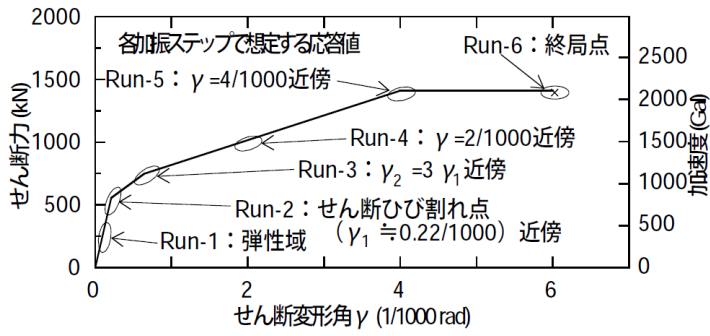 2000
1500
1000
500
0
せん断力 (kN)
各加振ステップで想定する応答値
Run-6：終局点
Run-5：γ=4/1000近傍
Run-4：γ=2/1000近傍
Run-3：γ2 =3 γ1近傍
Run-2：せん断ひび割れ点
（γ1 ≒0.22/1000）近傍
Run-1：弾性域
2500
2000
1500
1000
500
0
加速度(Gal)
0 2 4 6
せん断変形角γ (1/1000 rad)